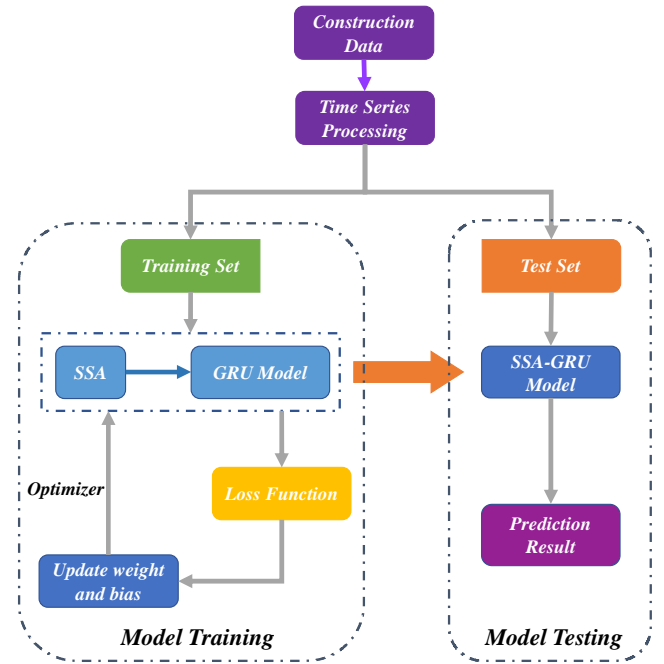 Construction
Data
Time Series
Processing
Training Set
Test Set
SSA
GRU Model
SSA-GRU
Model
Optimizer
Loss Function
Prediction
Result
Update weight
and bias
Model Training
Model Testing